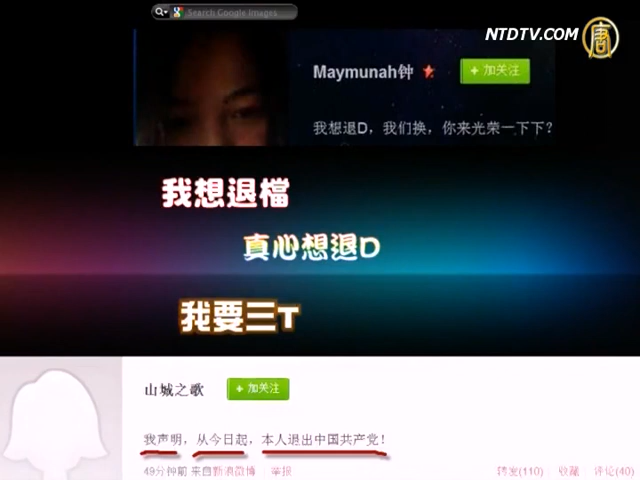 Search Google Images
NTDTV.COM
唐
Maymunah钟
+ 加关注
我想退D，我们换，你来光荣一下下？
我想退檔
真心想退D
我要三T
山城之歌
+ 加关注
我声明，从今日起，本人退出中国共产党！
49分钟前 来自新浪微博 | 举报
转发(110) | 收藏 | 评论(40)